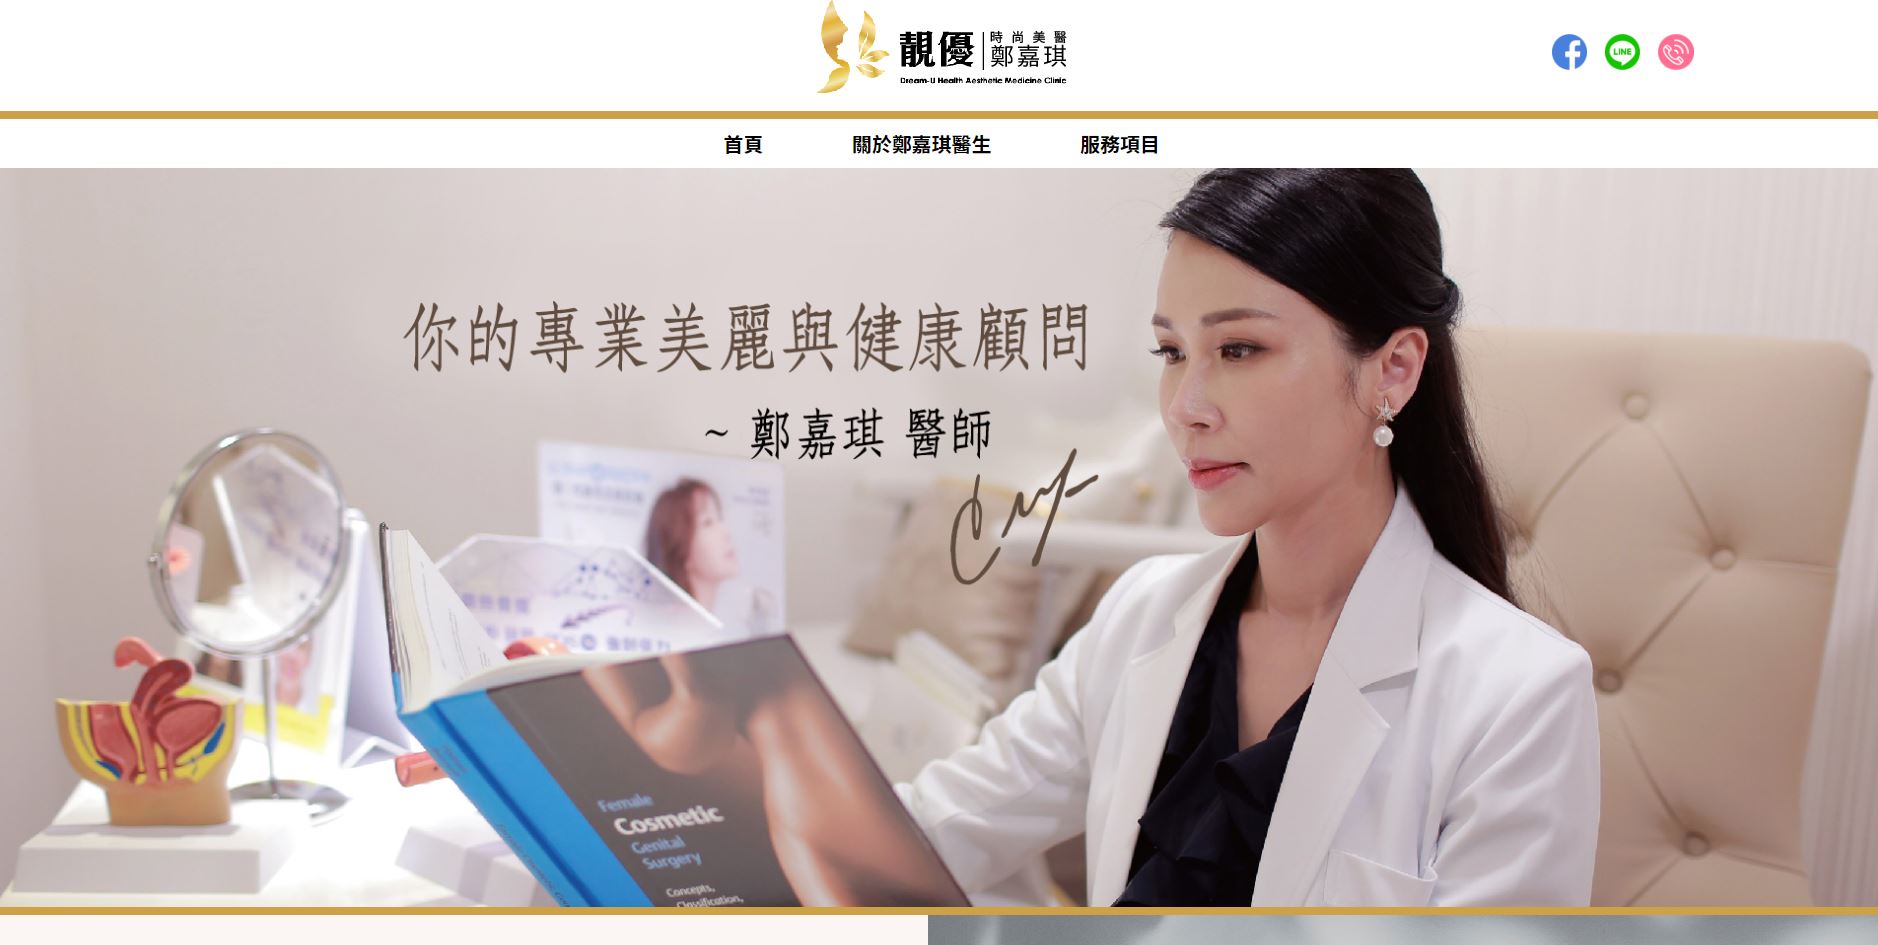 靚優
時尚美醫
鄭嘉琪
Dream-U Health Aesthetic Medicine Clinic
LINE
首頁
關於鄭嘉琪醫生
服務項目
你的專業美麗與健康顧問
~ 鄭嘉琪 醫師
Female
Cosmetic
Genital
Surgery
Concepts,
Classification,